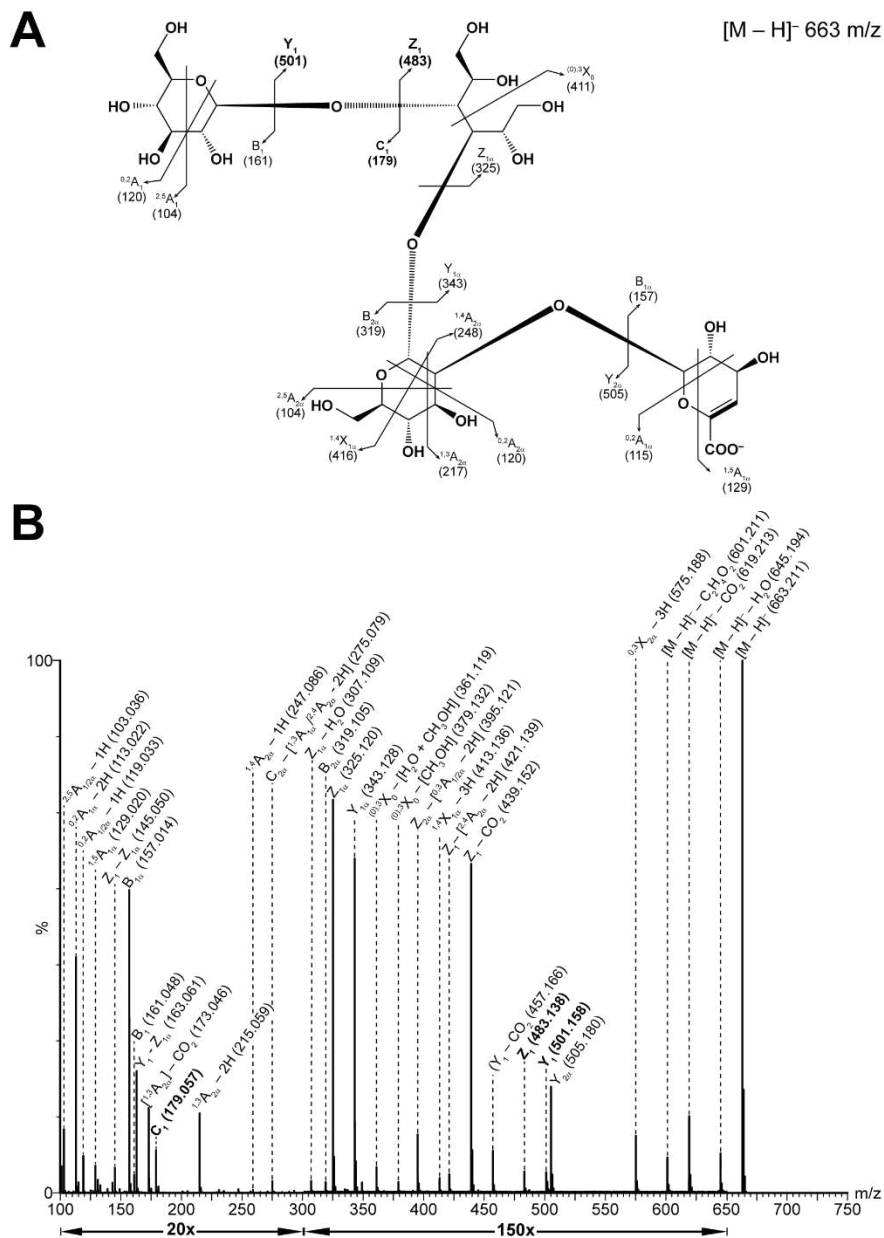 A
[M – H]⁻ 663 m/z
OH
Y₁
(501)
Z₁
(483)
OH
OH
⁽⁰⁾,³X₀
(411)
O
HO
HO
HO
OH
O
OH
OH
B₁
(161)
C₁
(179)
Z₁α
(325)
⁰,²A₁
(120)
²,⁵A₁
(104)
O
Y₁α
(343)
B₂α
(319)
¹,⁴A₂α
(248)
O
B₁α
(157)
OH
OH
Y₂α
(505)
²,⁵A₂α
(104)
O
HO
OH
OH
O
COO⁻
¹,⁴X₁α
(416)
¹,³A₂α
(217)
⁰,²A₂α
(120)
⁰,²A₁α
(115)
¹,⁵A₁α
(129)
B
100
%
0
²,⁵A₁/₂α – 1H (103.036)
⁰,²A₁α – 2H (113.022)
⁰,²A₁/₂α – 1H (119.033)
¹,⁵A₁α (129.020)
Z₁ – Z₁α (145.050)
B₁α (157.014)
B₁ (161.048)
Y₁ - Z₁α (163.061)
[¹,³A₂α] – CO₂ (173.046)
C₁ (179.057)
¹,³A₂α – 2H (215.059)
¹,⁴A₂α – 1H (247.086)
C₂α – [¹,³A₁α/²,⁴A₂α – 2H] (275.079)
Z₁α – H₂O (307.109)
B₂α (319.105)
Z₁α (325.120)
Y₁α (343.128)
⁽⁰⁾,³X₀ – [H₂O + CH₃OH] (361.119)
⁽⁰⁾,³X₀ – [CH₃OH] (379.132)
Z₂α – [⁰,³A₁/₂α – 2H] (395.121)
¹,⁴X₁α – 3H (413.136)
Z₁ – [²,⁴A₂α – 2H] (421.139)
Z₁ – CO₂ (439.152)
(Y₁ – CO₂ (457.166)
Z₁ (483.138)
Y₁ (501.158)
Y₂α (505.180)
⁰,³X₂α – 3H (575.188)
[M – H]⁻ – C₂H₄O₂ (601.211)
[M – H]⁻ – CO₂ (619.213)
[M – H]⁻ – H₂O (645.194)
[M – H]⁻ (663.211)
100 150 200 250 300 350 400 450 500 550 600 650 700 750 m/z
20x 150x